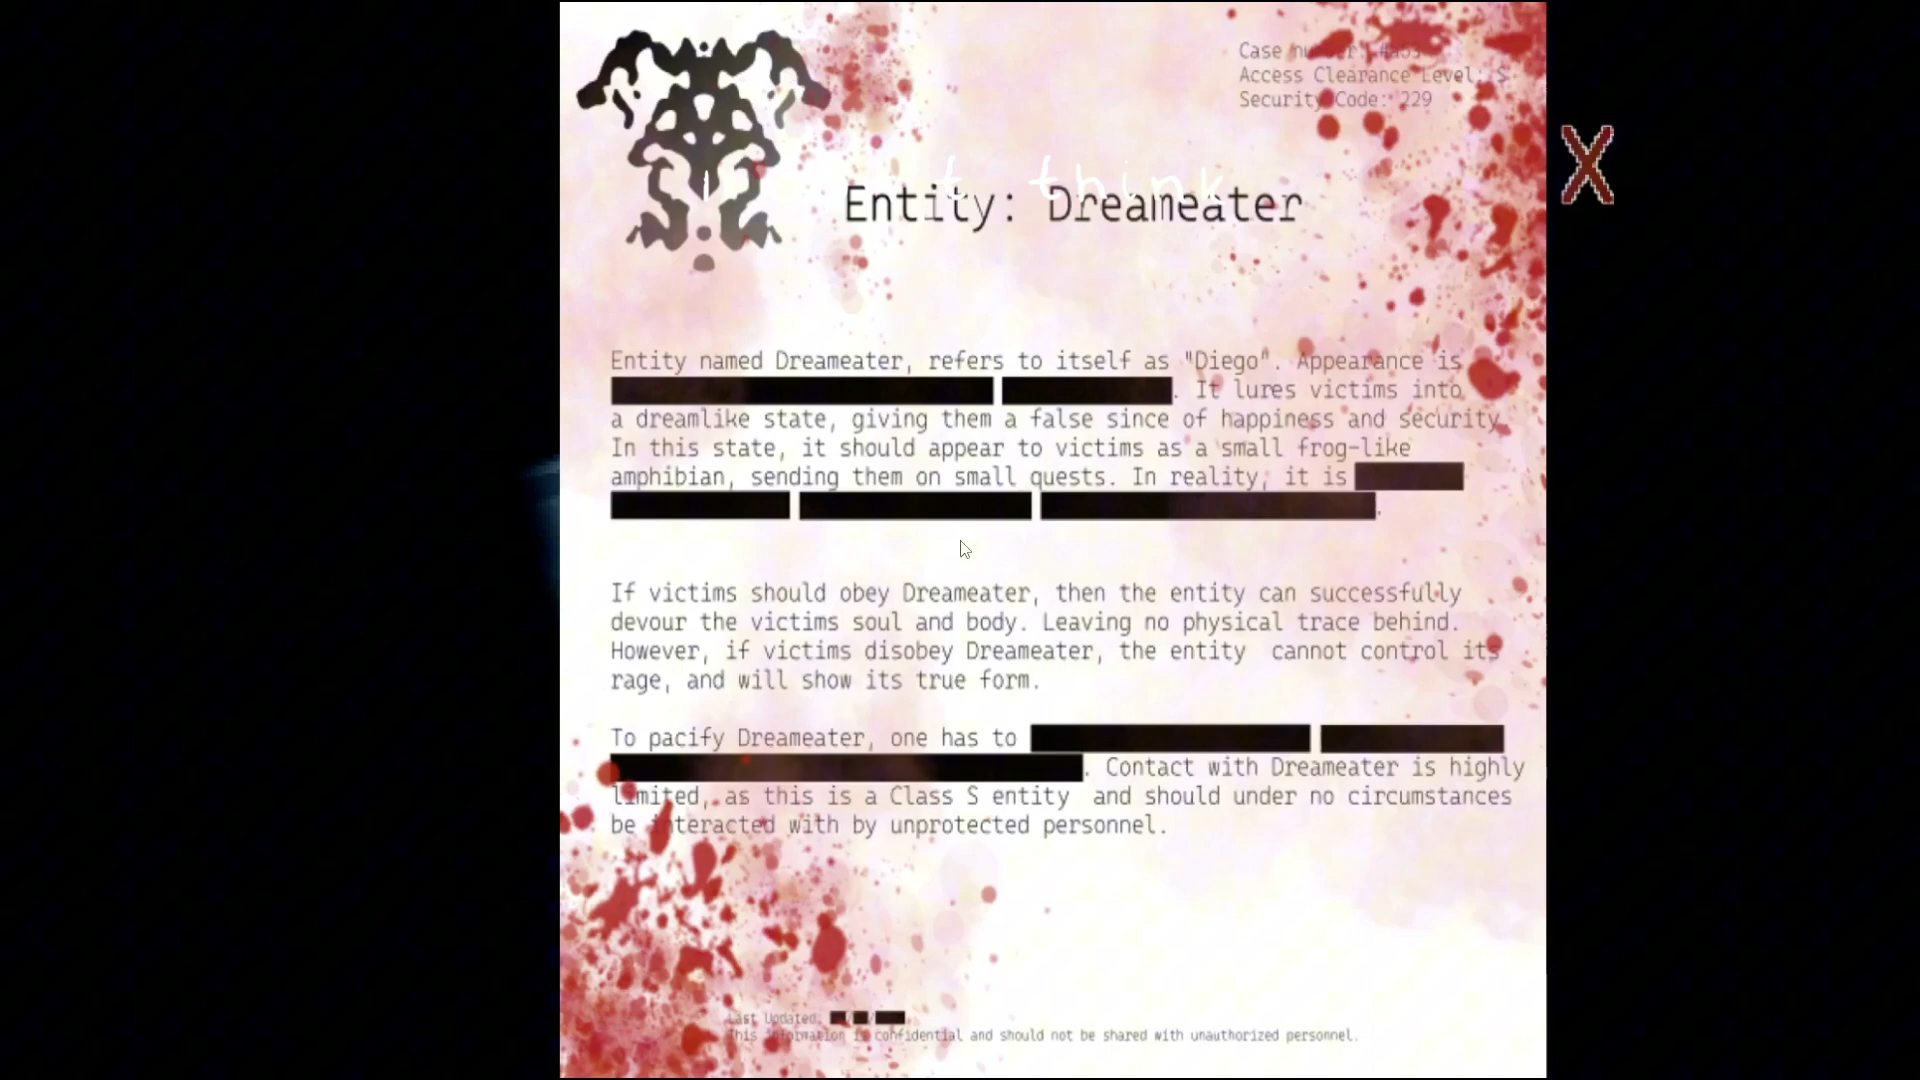 Case number:
Access Clearance Level: S
Security Code: 229
think
Entity: Dreameater
Entity named Dreameater, refers to itself as "Diego". Appearance is
. It lures victims into
a dreamlike state, giving them a false since of happiness and security.
In this state, it should appear to victims as a small frog-like
amphibian, sending them on small quests. In reality, it is
.
If victims should obey Dreameater, then the entity can successfully
devour the victims soul and body. Leaving no physical trace behind.
However, if victims disobey Dreameater, the entity cannot control its
rage, and will show its true form.
To pacify Dreameater, one has to
. Contact with Dreameater is highly
limited, as this is a Class S entity and should under no circumstances
be interacted with by unprotected personnel.
Last Updated: / /
This information is confidential and should not be shared with unauthorized personnel.
X